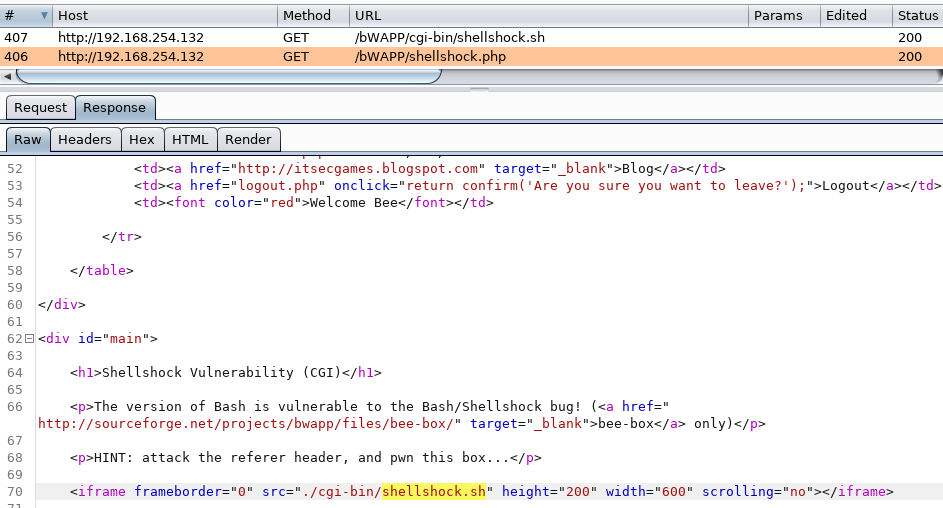 # Host Method URL Params Edited Status
407 http://192.168.254.132 GET /bWAPP/cgi-bin/shellshock.sh 200
406 http://192.168.254.132 GET /bWAPP/shellshock.php 200
Request Response
Raw Headers Hex HTML Render
52 <td><a href="http://itsecgames.blogspot.com" target="_blank">Blog</a></td>
53 <td><a href="logout.php" onclick="return confirm('Are you sure you want to leave?');">Logout</a></td>
54 <td><font color="red">Welcome Bee</font></td>
55
56 </tr>
57
58 </table>
59
60 </div>
61
62 <div id="main">
63
64 <h1>Shellshock Vulnerability (CGI)</h1>
65
66 <p>The version of Bash is vulnerable to the Bash/Shellshock bug! (<a href="
http://sourceforge.net/projects/bwapp/files/bee-box/" target="_blank">bee-box</a> only)</p>
67
68 <p>HINT: attack the referer header, and pwn this box...</p>
69
70 <iframe frameborder="0" src="./cgi-bin/shellshock.sh" height="200" width="600" scrolling="no"></iframe>